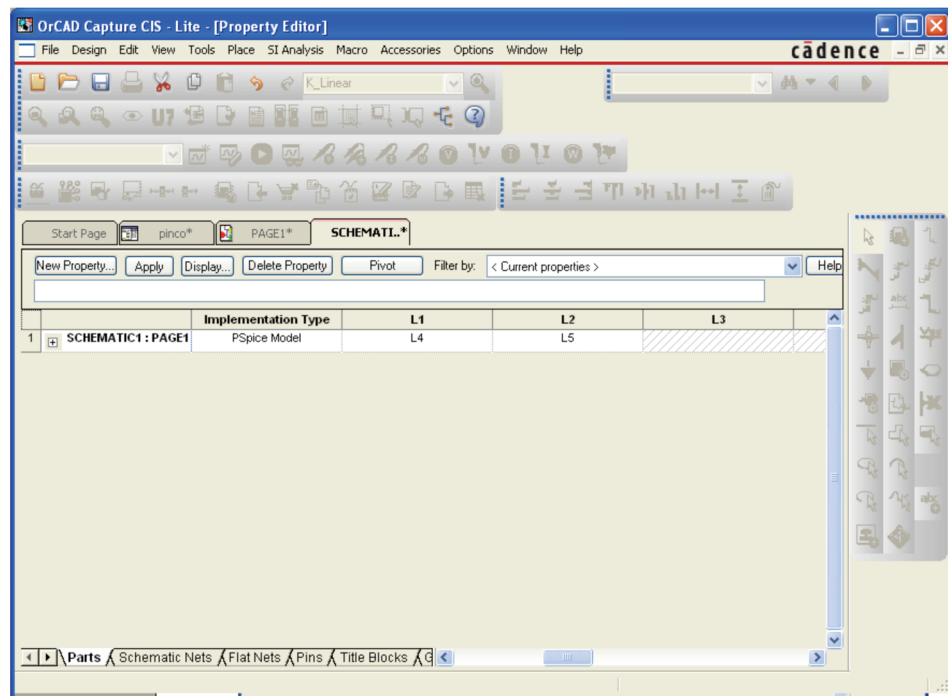 OrCAD Capture CIS - Lite - [Property Editor]
File Design Edit View Tools Place SI Analysis Macro Accessories Options Window Help
cādence
K_Linear
U?
Start Page pinco* PAGE1* SCHEMATI..*
New Property... Apply Display... Delete Property Pivot Filter by: < Current properties > Help
Implementation Type L1 L2 L3
1 SCHEMATIC1 : PAGE1 PSpice Model L4 L5
Parts Schematic Nets Flat Nets Pins Title Blocks G